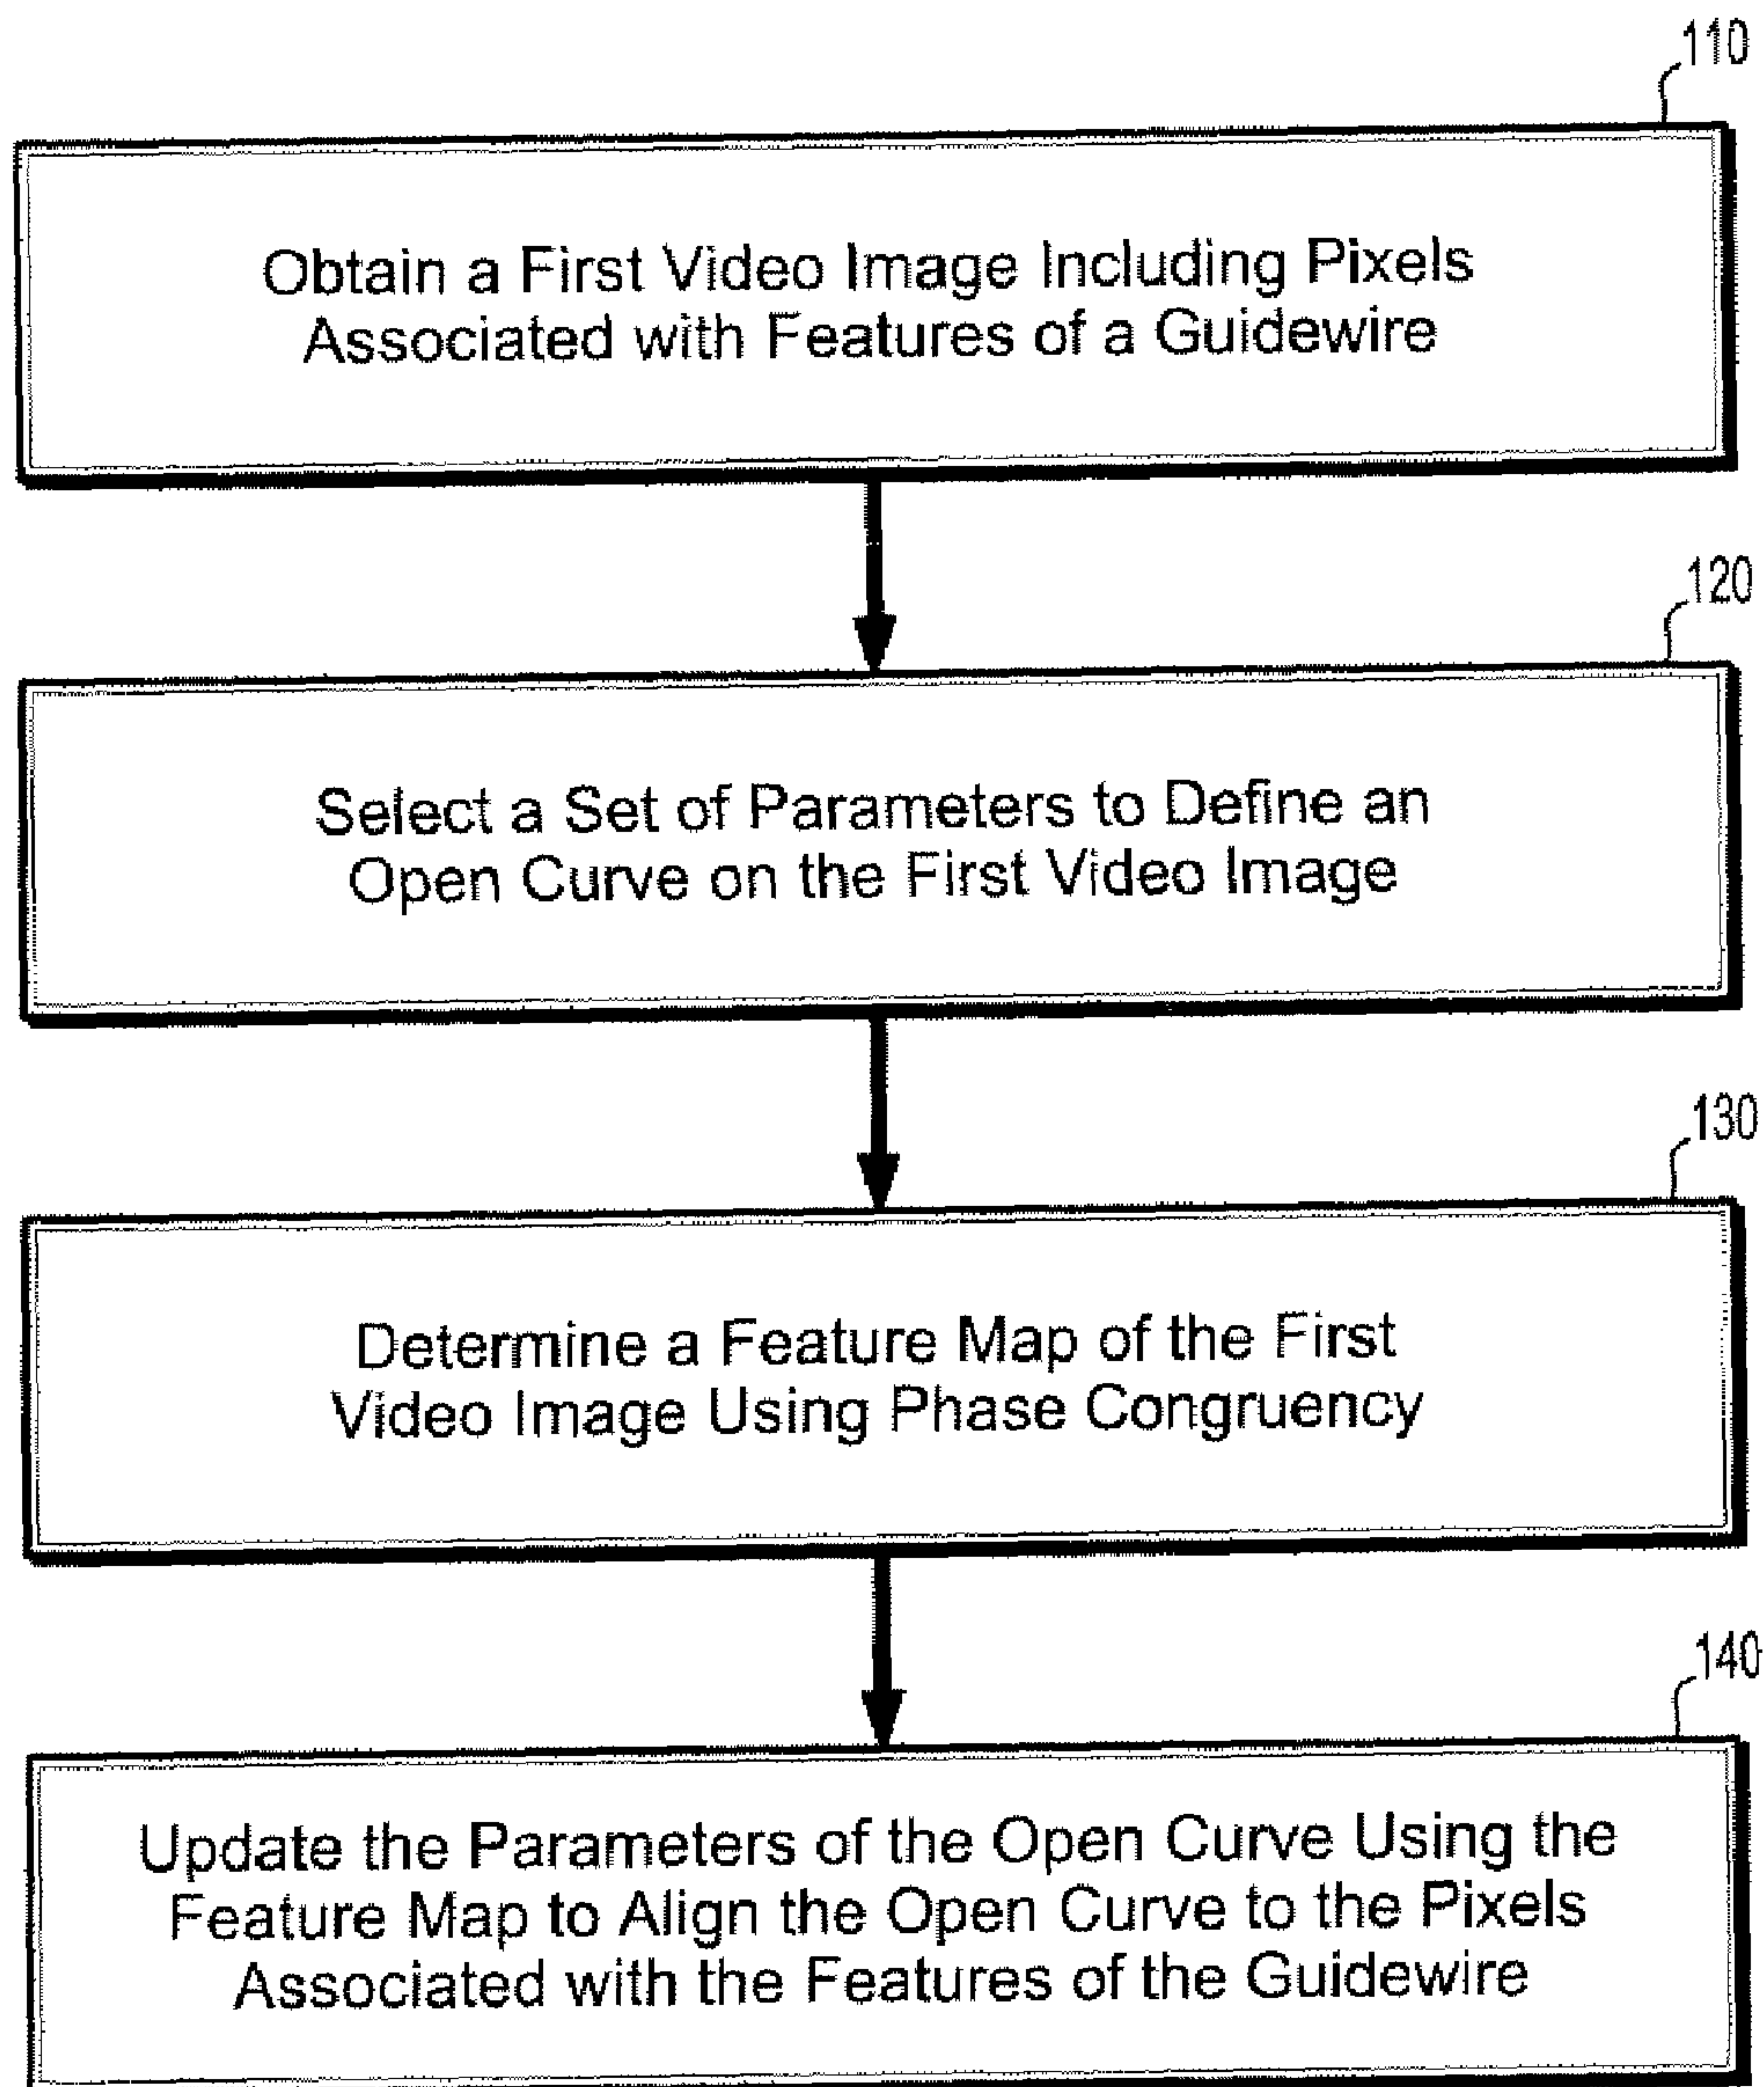 110
Obtain a First Video Image Including Pixels
Associated with Features of a Guidewire
120
Select a Set of Parameters to Define an
Open Curve on the First Video Image
130
Determine a Feature Map of the First
Video Image Using Phase Congruency
140
Update the Parameters of the Open Curve Using the
Feature Map to Align the Open Curve to the Pixels
Associated with the Features of the Guidewire